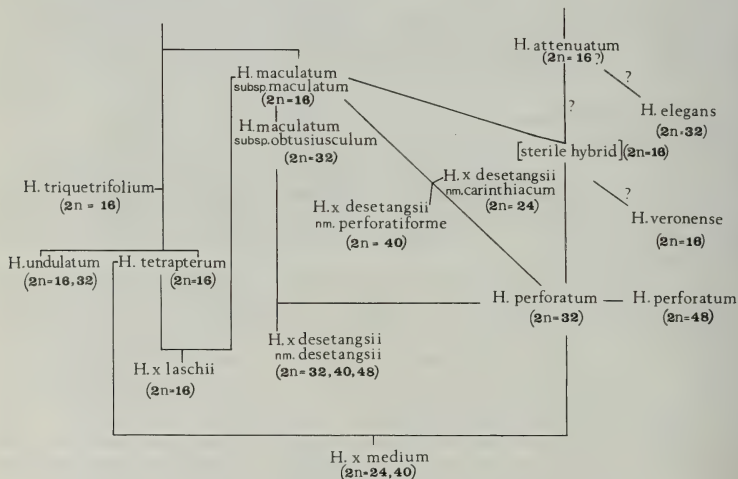 H. attenuatum
(2n=16?)
?
H. elegans
(2n=32)
?
H. maculatum
subsp. maculatum
(2n=16)
H. maculatum
subsp. obtusiusculum
(2n=32)
[sterile hybrid] (2n=16)
H. x desetangsii
nm. carinthiacum
(2n= 24)
H. triquetrifolium
(2n = 16)
H. x desetangsii
nm. perforatiforme
(2n = 40)
?
H. veronense
(2n=16)
H. undulatum
(2n=16, 32)
H. tetrapterum
(2n=16)
H. perforatum
(2n=32)
H. perforatum
(2n=48)
H. x desetangsii
nm. desetangsii
(2n= 32, 40, 48)
H. x laschii
(2n=16)
H. x medium
(2n=24, 40)